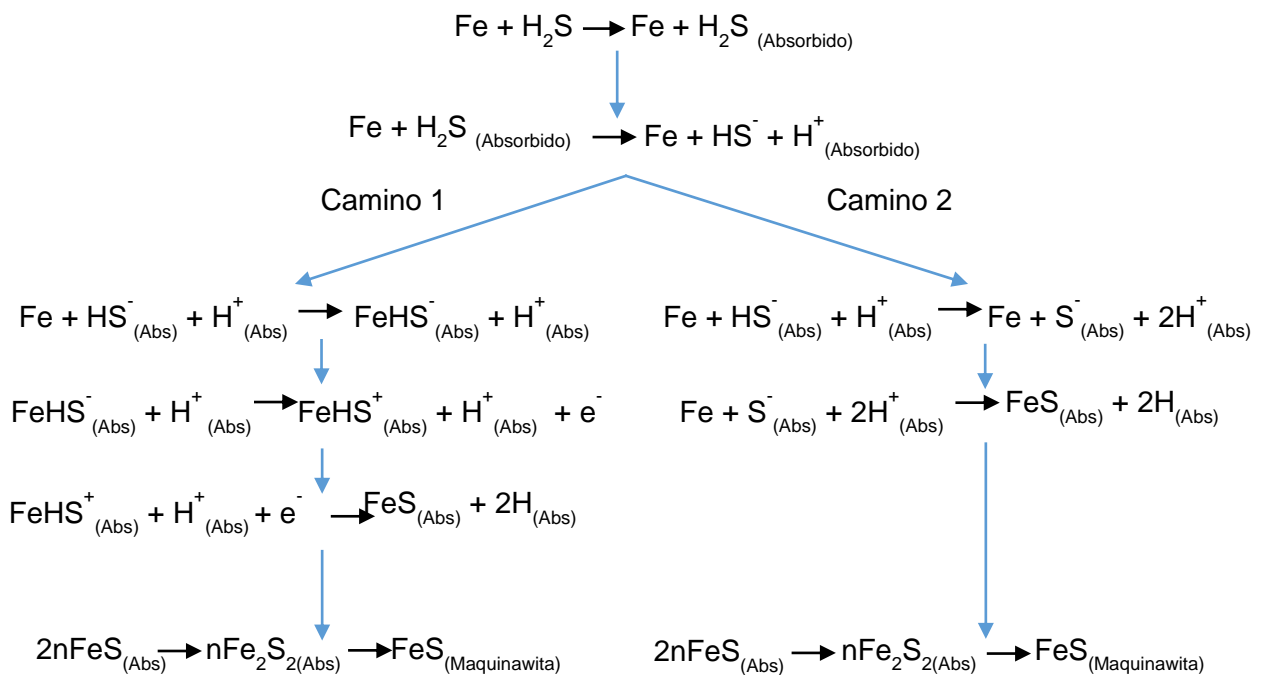 Fe + H₂S → Fe + H₂S (Absorbido)
Fe + H₂S (Absorbido) → Fe + HS⁻ + H⁺(Absorbido)
Camino 1
Camino 2
Fe + HS⁻(Abs) + H⁺(Abs) → FeHS⁻(Abs) + H⁺(Abs)
FeHS⁻(Abs) + H⁺(Abs) → FeHS⁺(Abs) + H⁺(Abs) + e⁻
FeHS⁺(Abs) + H⁺(Abs) + e⁻ → FeS(Abs) + 2H(Abs)
2nFeS(Abs) → nFe₂S₂(Abs) → FeS(Maquinawita)
Fe + HS⁻(Abs) + H⁺(Abs) → Fe + S⁻(Abs) + 2H⁺(Abs)
Fe + S⁻(Abs) + 2H⁺(Abs) → FeS(Abs) + 2H(Abs)
2nFeS(Abs) → nFe₂S₂(Abs) → FeS(Maquinawita)